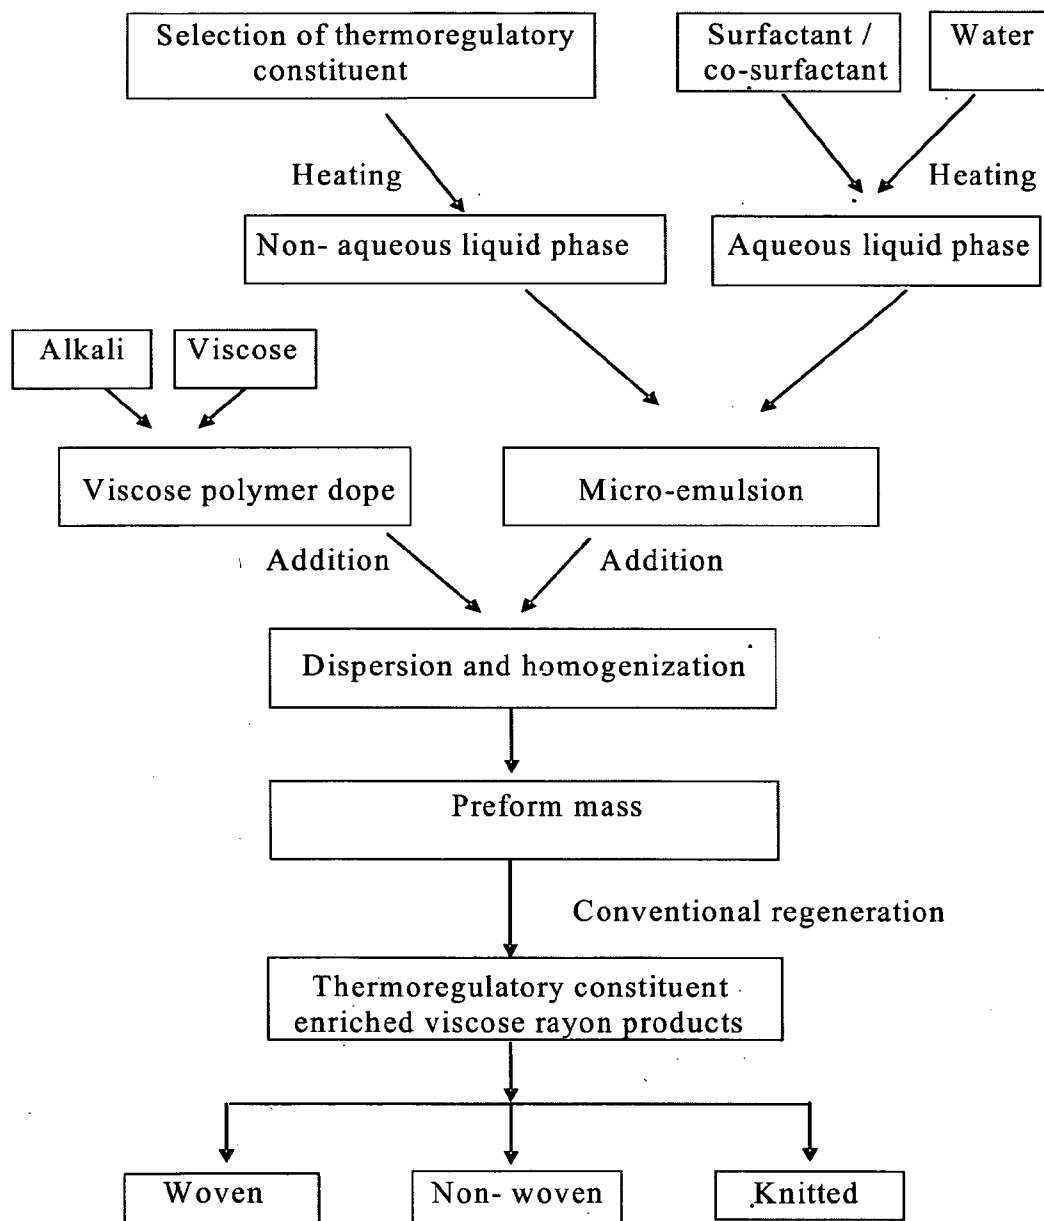 Selection of thermoregulatory
constituent
Surfactant /
co-surfactant
Water
Heating
Heating
Non- aqueous liquid phase
Aqueous liquid phase
Alkali
Viscose
Viscose polymer dope
Micro-emulsion
Addition
Addition
Dispersion and homogenization
Preform mass
Conventional regeneration
Thermoregulatory constituent
enriched viscose rayon products
Woven
Non- woven
Knitted